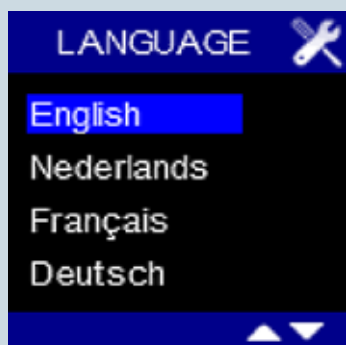 LANGUAGE
English
Nederlands
Français
Deutsch